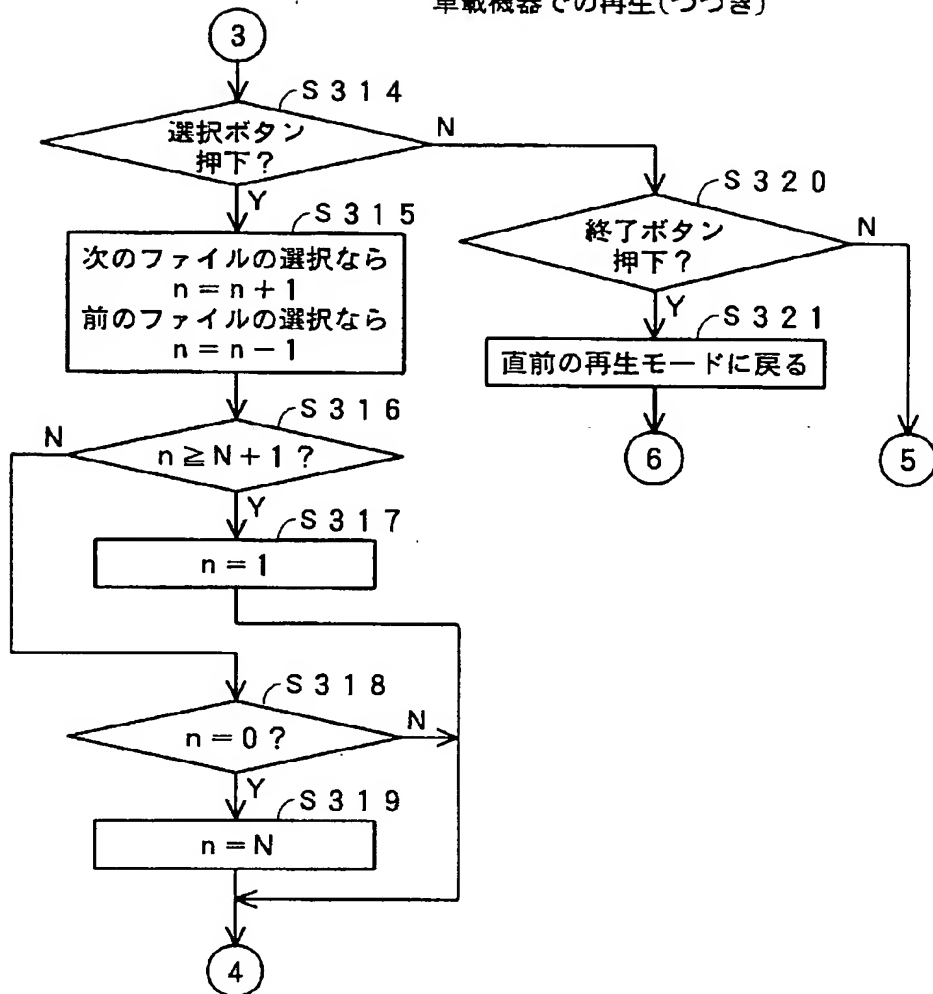 車載機器での再生(つづき)
3
S314
選択ボタン
押下?
N
Y
S315
次のファイルの選択なら
n=n+1
前のファイルの選択なら
n=n-1
S316
N
n≧N+1?
Y
S317
n=1
S318
n=0?
N
Y
S319
n=N
4
S320
終了ボタン
押下?
N
Y
S321
直前の再生モードに戻る
6
5